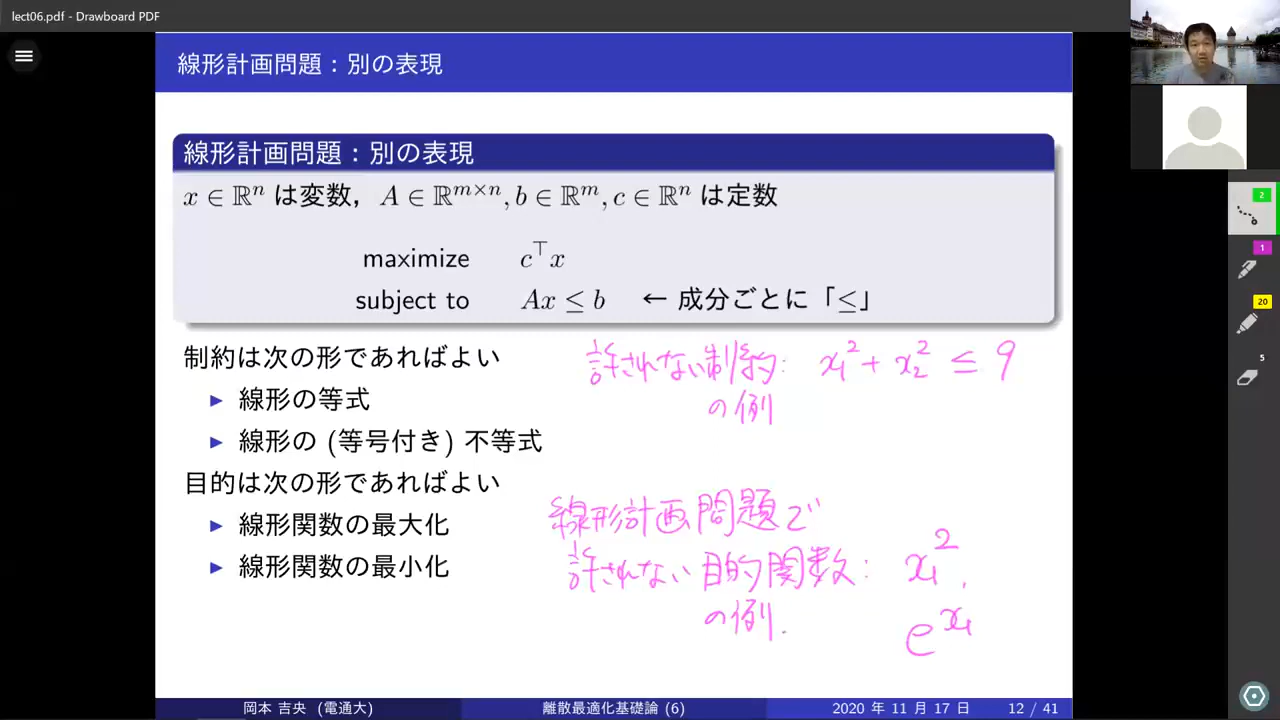 lect06.pdf - Drawboard PDF
線形計画問題:別の表現
線形計画問題:別の表現
x ∈ ℝⁿ は変数, A ∈ ℝᵐˣⁿ, b ∈ ℝᵐ, c ∈ ℝⁿ は定数
maximize c⊤x
subject to Ax ≤ b ← 成分ごとに「≤」
制約は次の形であればよい
許されない制約: x₁² + x₂² ≤ 9
の例
▶ 線形の等式
▶ 線形の (等号付き) 不等式
目的は次の形であればよい
▶ 線形関数の最大化
▶ 線形関数の最小化
線形計画問題で
許されない目的関数: x₁²,
の例.
e^x₁
岡本 吉央 (電通大)
離散最適化基礎論 (6)
2020 年 11 月 17 日
12 / 41
2
1
20
5